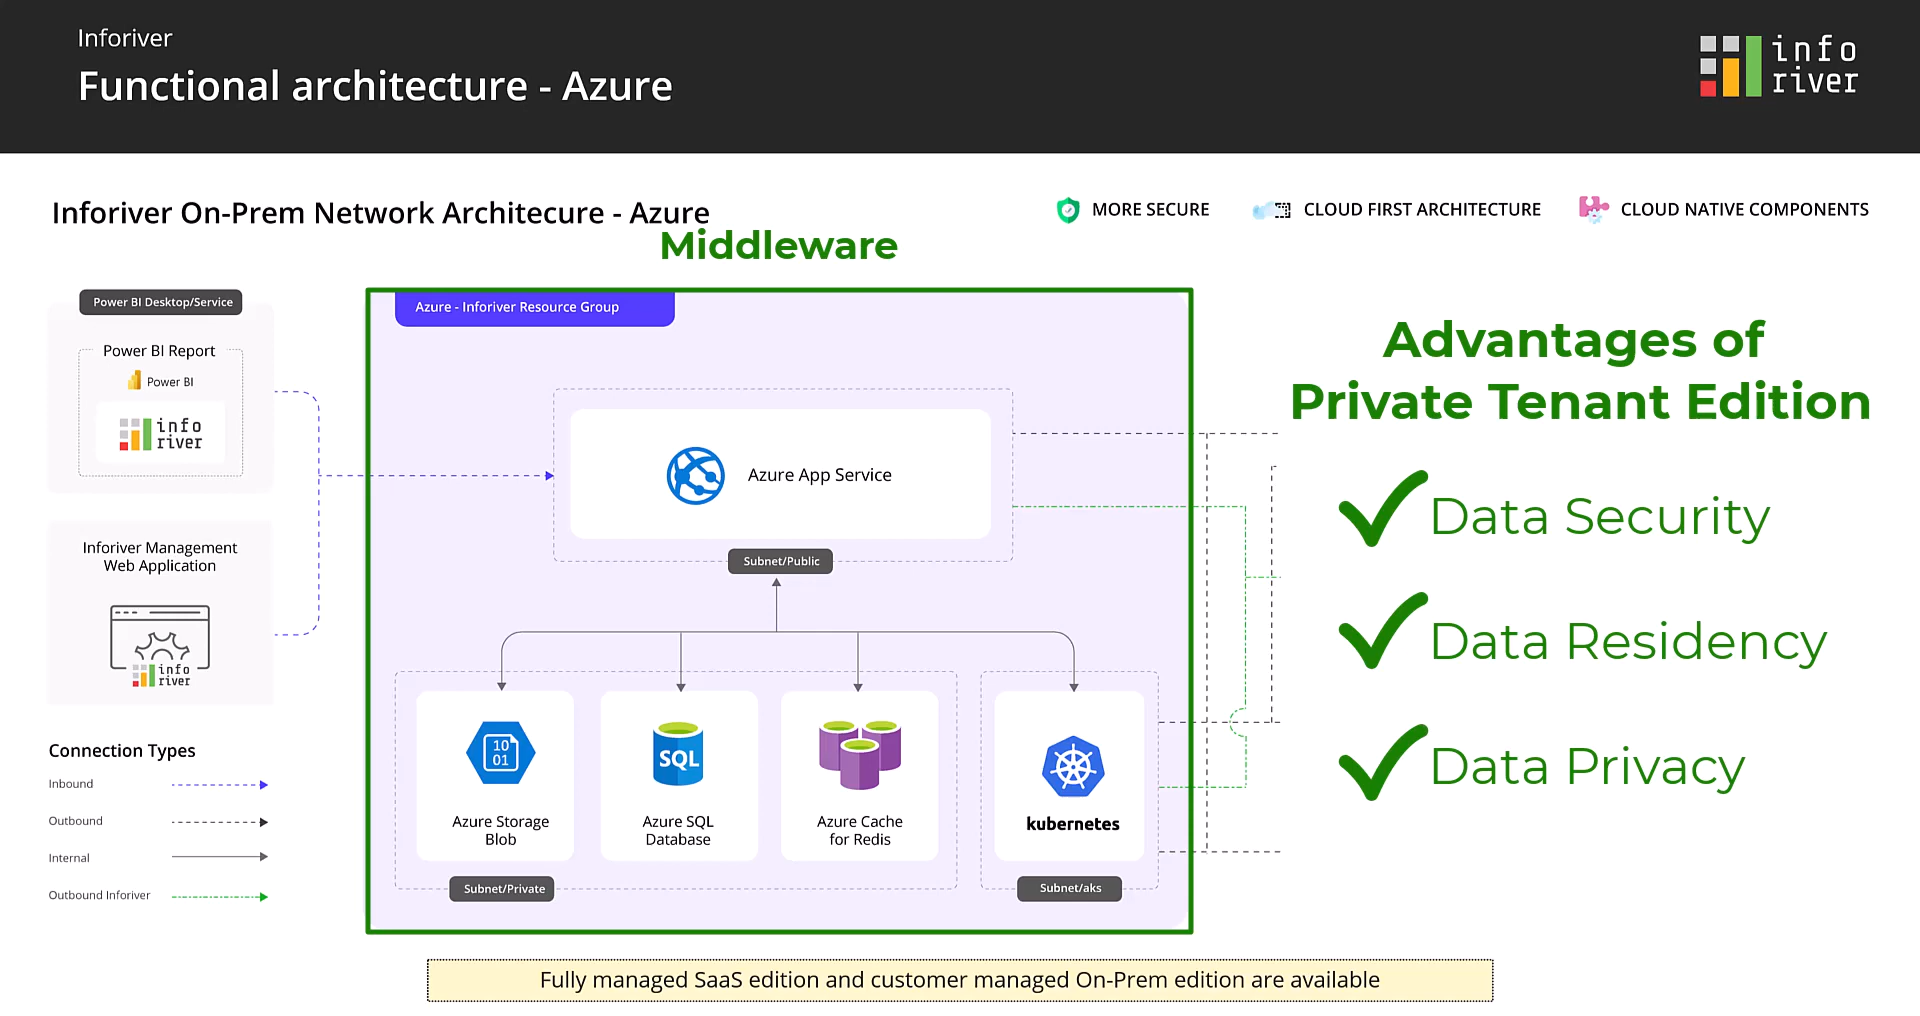 Inforiver
Functional architecture - Azure
info
river
Inforiver On-Prem Network Architecure - Azure
MORE SECURE
CLOUD FIRST ARCHITECTURE
CLOUD NATIVE COMPONENTS
Middleware
Power BI Desktop/Service
Power BI Report
Power BI
info
river
Inforiver Management
Web Application
info
river
Connection Types
Inbound
Outbound
Internal
Outbound Inforiver
Azure - Inforiver Resource Group
Azure App Service
Subnet/Public
10
01
Azure Storage
Blob
SQL
Azure SQL
Database
Azure Cache
for Redis
kubernetes
Subnet/Private
Subnet/aks
Advantages of
Private Tenant Edition
Data Security
Data Residency
Data Privacy
Fully managed SaaS edition and customer managed On-Prem edition are available